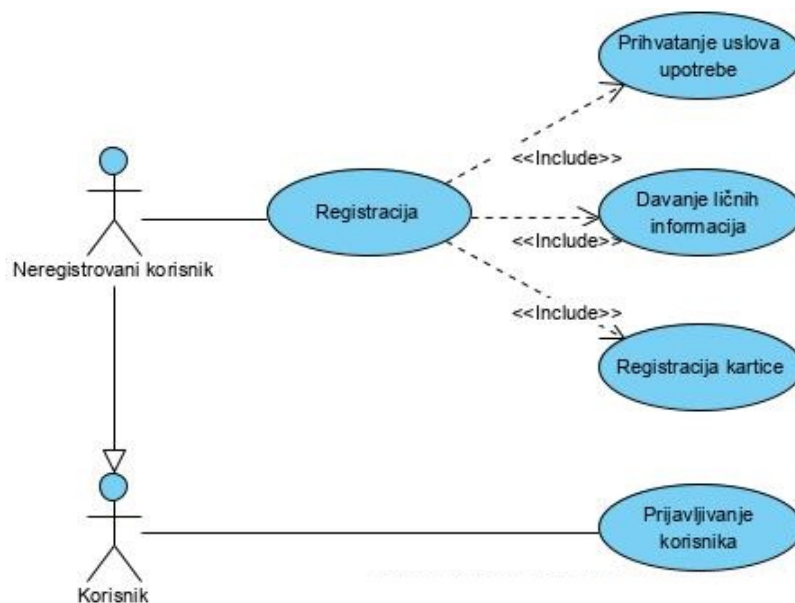 Prihvatanje uslova
upotrebe
<<Include>>
Registracija
Davanje ličnih
informacija
<<Include>>
Neregistrovani korisnik
<<Include>>
Registracija kartice
Prijavljivanje
korisnika
Korisnik